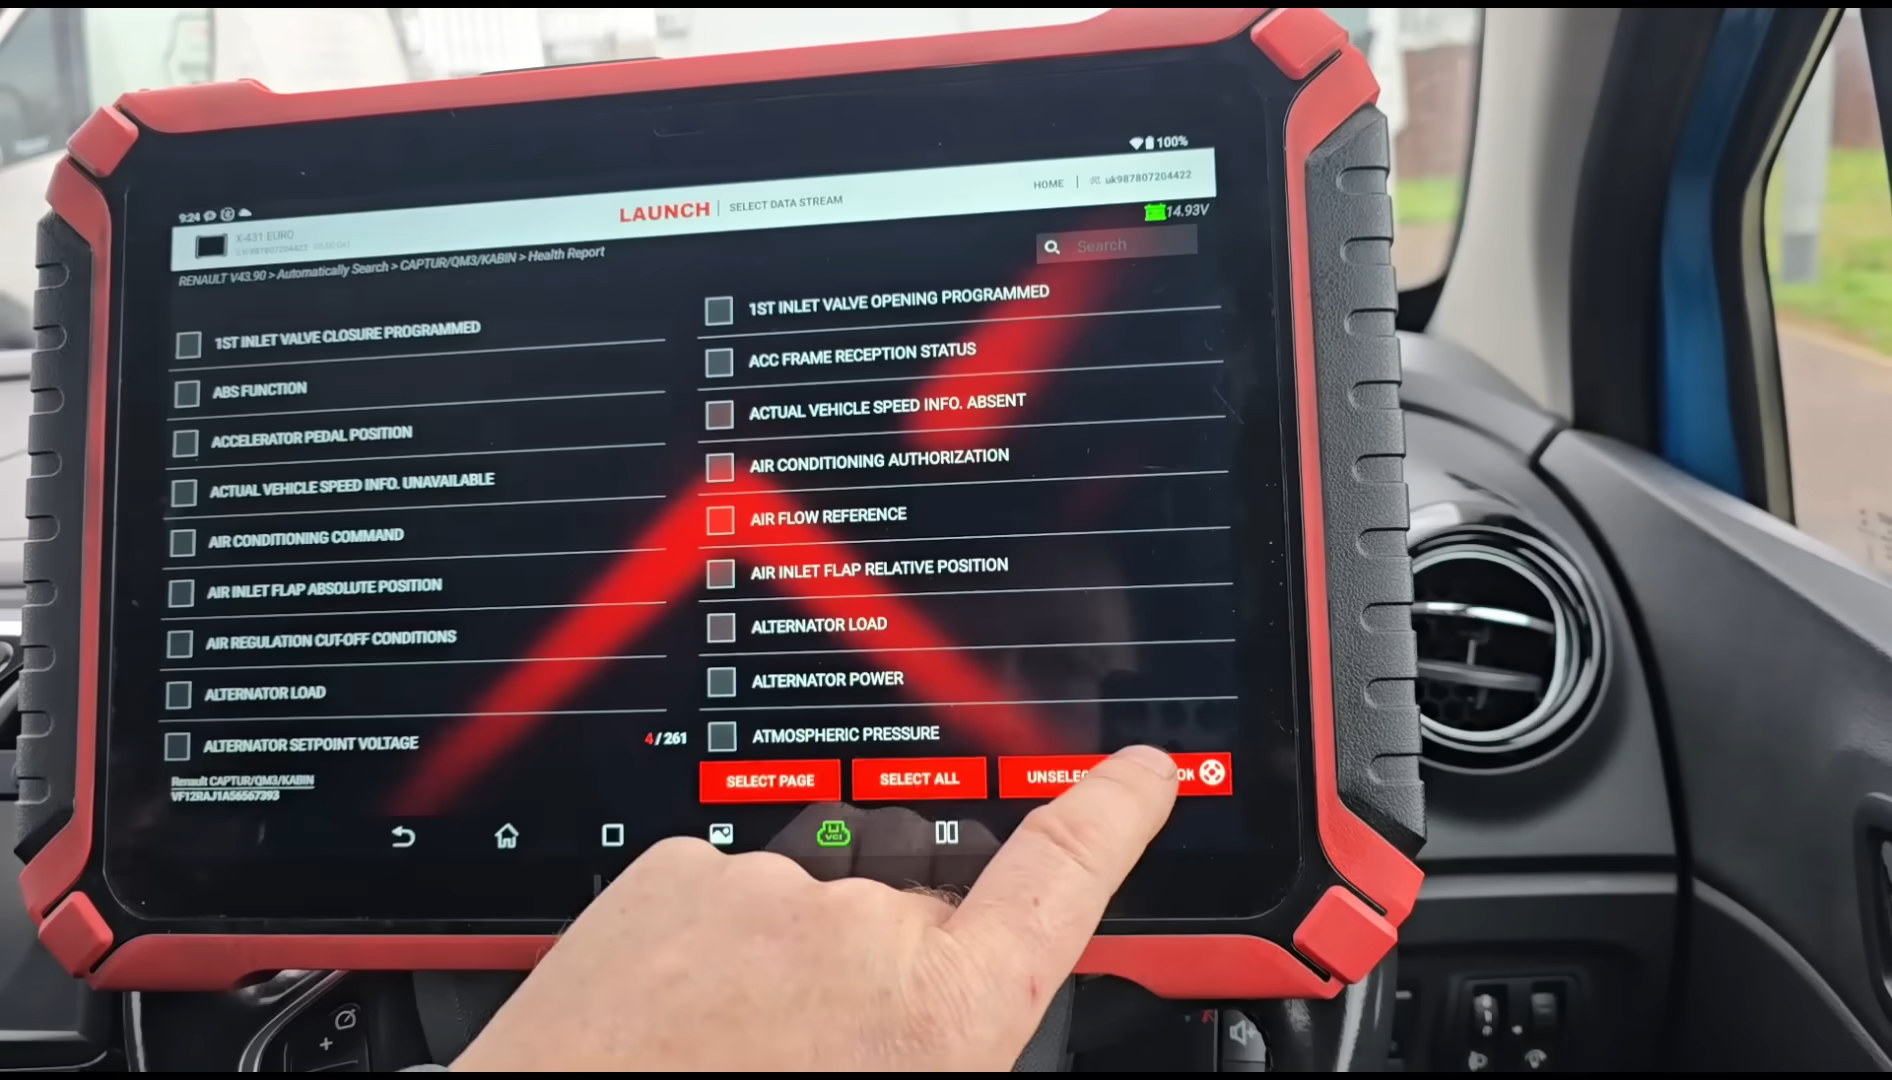 9:24
100%
X-431 EURO
LAUNCH | SELECT DATA STREAM
HOME | uk987807204422
14.93V
RENAULT V43.90 > Automatically Search > CAPTUR/QM3/KABIN > Health Report
Search
1ST INLET VALVE CLOSURE PROGRAMMED
1ST INLET VALVE OPENING PROGRAMMED
ABS FUNCTION
ACC FRAME RECEPTION STATUS
ACCELERATOR PEDAL POSITION
ACTUAL VEHICLE SPEED INFO. ABSENT
ACTUAL VEHICLE SPEED INFO. UNAVAILABLE
AIR CONDITIONING AUTHORIZATION
AIR CONDITIONING COMMAND
AIR FLOW REFERENCE
AIR INLET FLAP ABSOLUTE POSITION
AIR INLET FLAP RELATIVE POSITION
AIR REGULATION CUT-OFF CONDITIONS
ALTERNATOR LOAD
ALTERNATOR LOAD
ALTERNATOR POWER
ALTERNATOR SETPOINT VOLTAGE
4/261
ATMOSPHERIC PRESSURE
Renault CAPTUR/QM3/KABIN
VF12RAJ1A56567393
SELECT PAGE
SELECT ALL
UNSELEC
OK
VCI